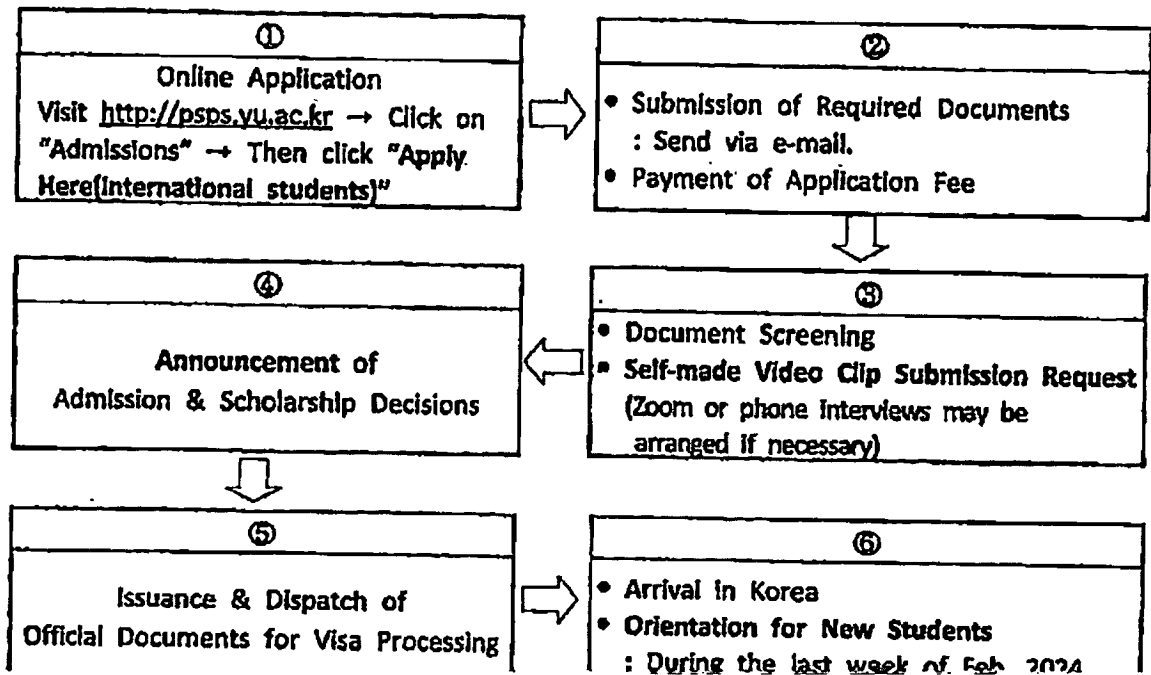 ①
Online Application
Visit http://psps.yu.ac.kr → Click on
"Admissions" → Then click "Apply
Here(International students)"
②
• Submission of Required Documents
: Send via e-mail.
• Payment of Application Fee
③
• Document Screening
• Self-made Video Clip Submission Request
(Zoom or phone interviews may be
arranged if necessary)
④
Announcement of
Admission & Scholarship Decisions
⑤
Issuance & Dispatch of
Official Documents for Visa Processing
⑥
• Arrival in Korea
• Orientation for New Students
: During the last week of Feb. 2024